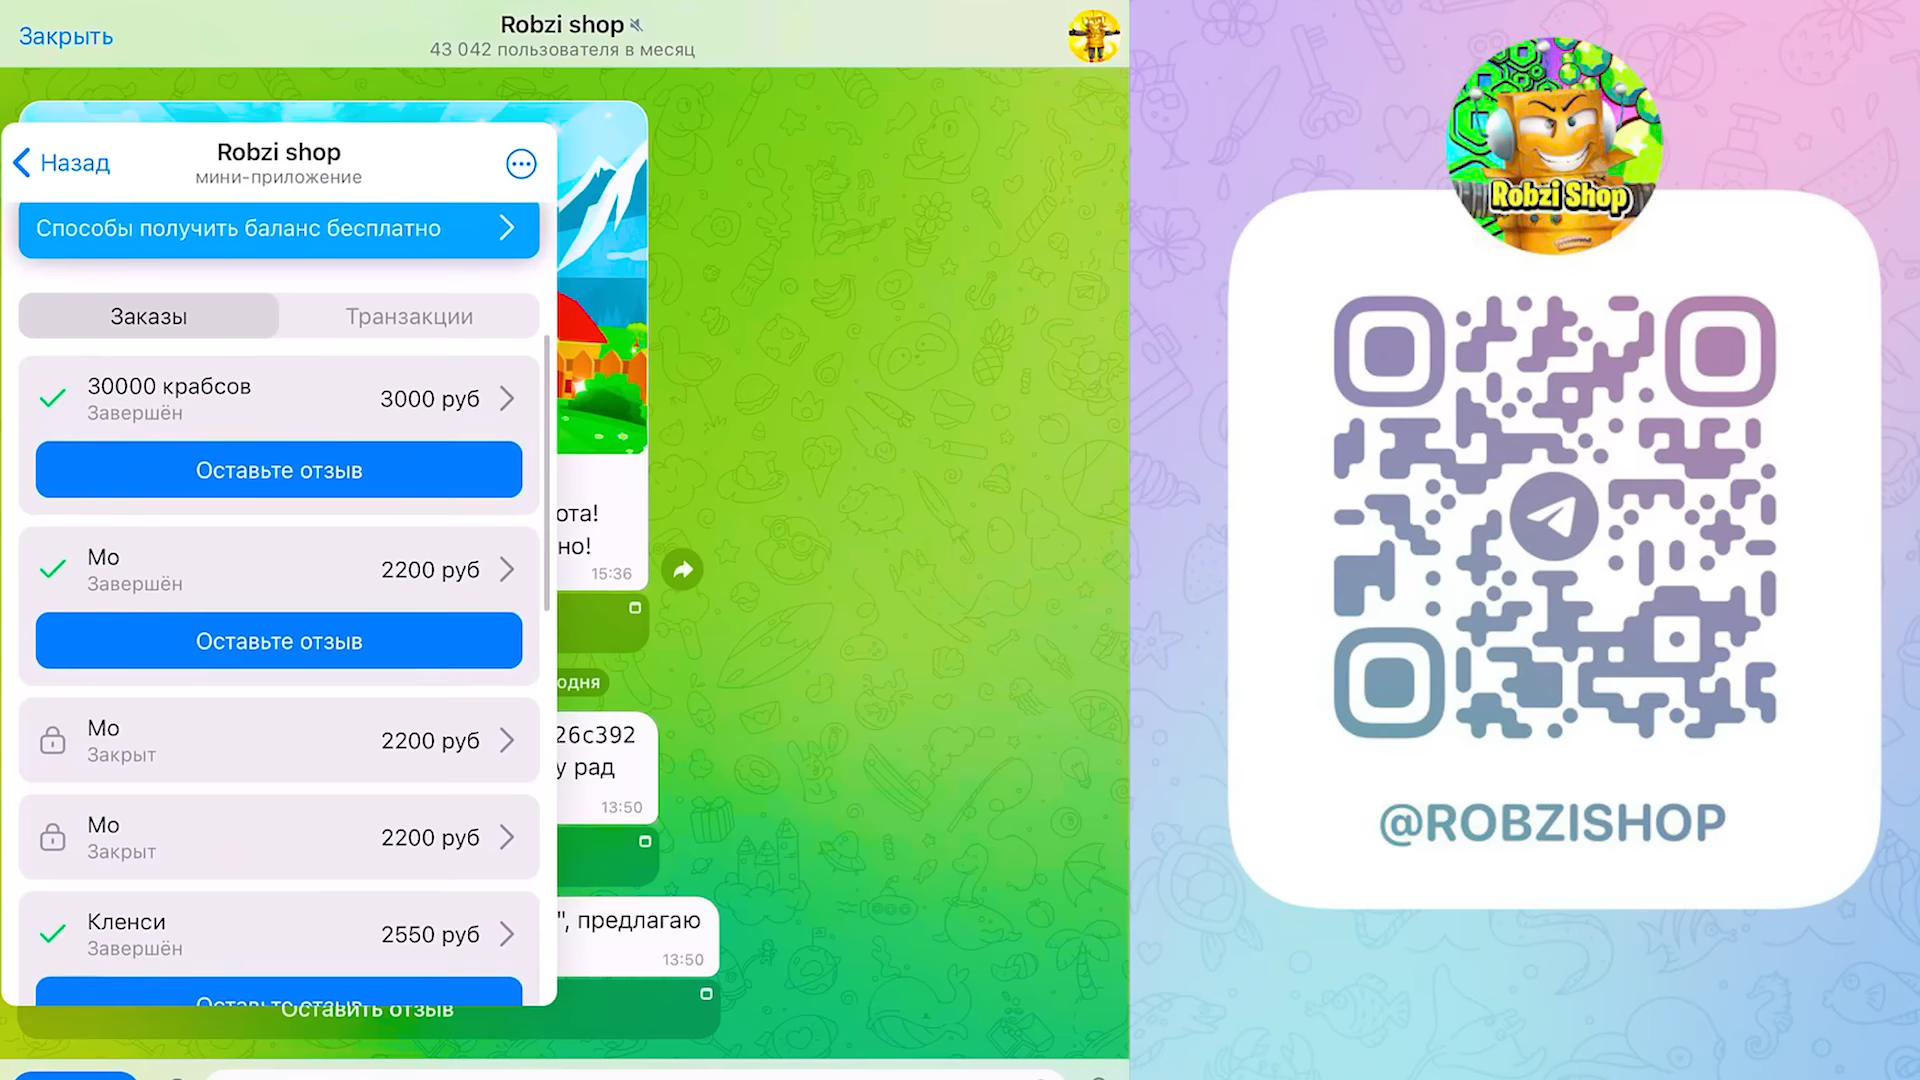 Закрыть
Robzi shop
43 042 пользователя в месяц
Назад
Robzi shop
мини-приложение
Способы получить баланс бесплатно
Заказы
Транзакции
30000 крабсов
Завершён
3000 руб
Оставьте отзыв
Мо
Завершён
2200 руб
Оставьте отзыв
Мо
Закрыт
2200 руб
Мо
Закрыт
2200 руб
Кленси
Завершён
2550 руб
Оставьте отзыв
Оставить отзыв
ота!
но!
15:36
одня
26c392
у рад
13:50
", предлагаю
13:50
Robzi Shop
@ROBZISHOP